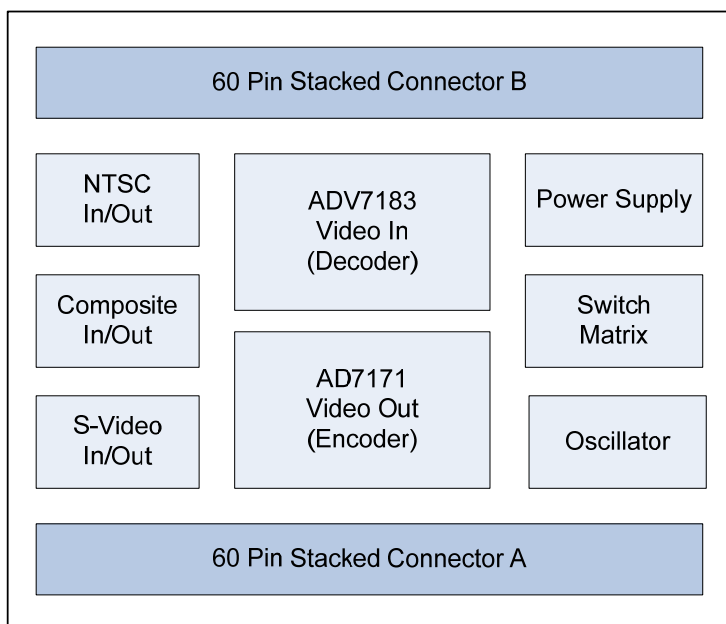 60 Pin Stacked Connector B
NTSC
In/Out
ADV7183
Video In
(Decoder)
Power Supply
Composite
In/Out
Switch
Matrix
AD7171
Video Out
(Encoder)
S-Video
In/Out
Oscillator
60 Pin Stacked Connector A